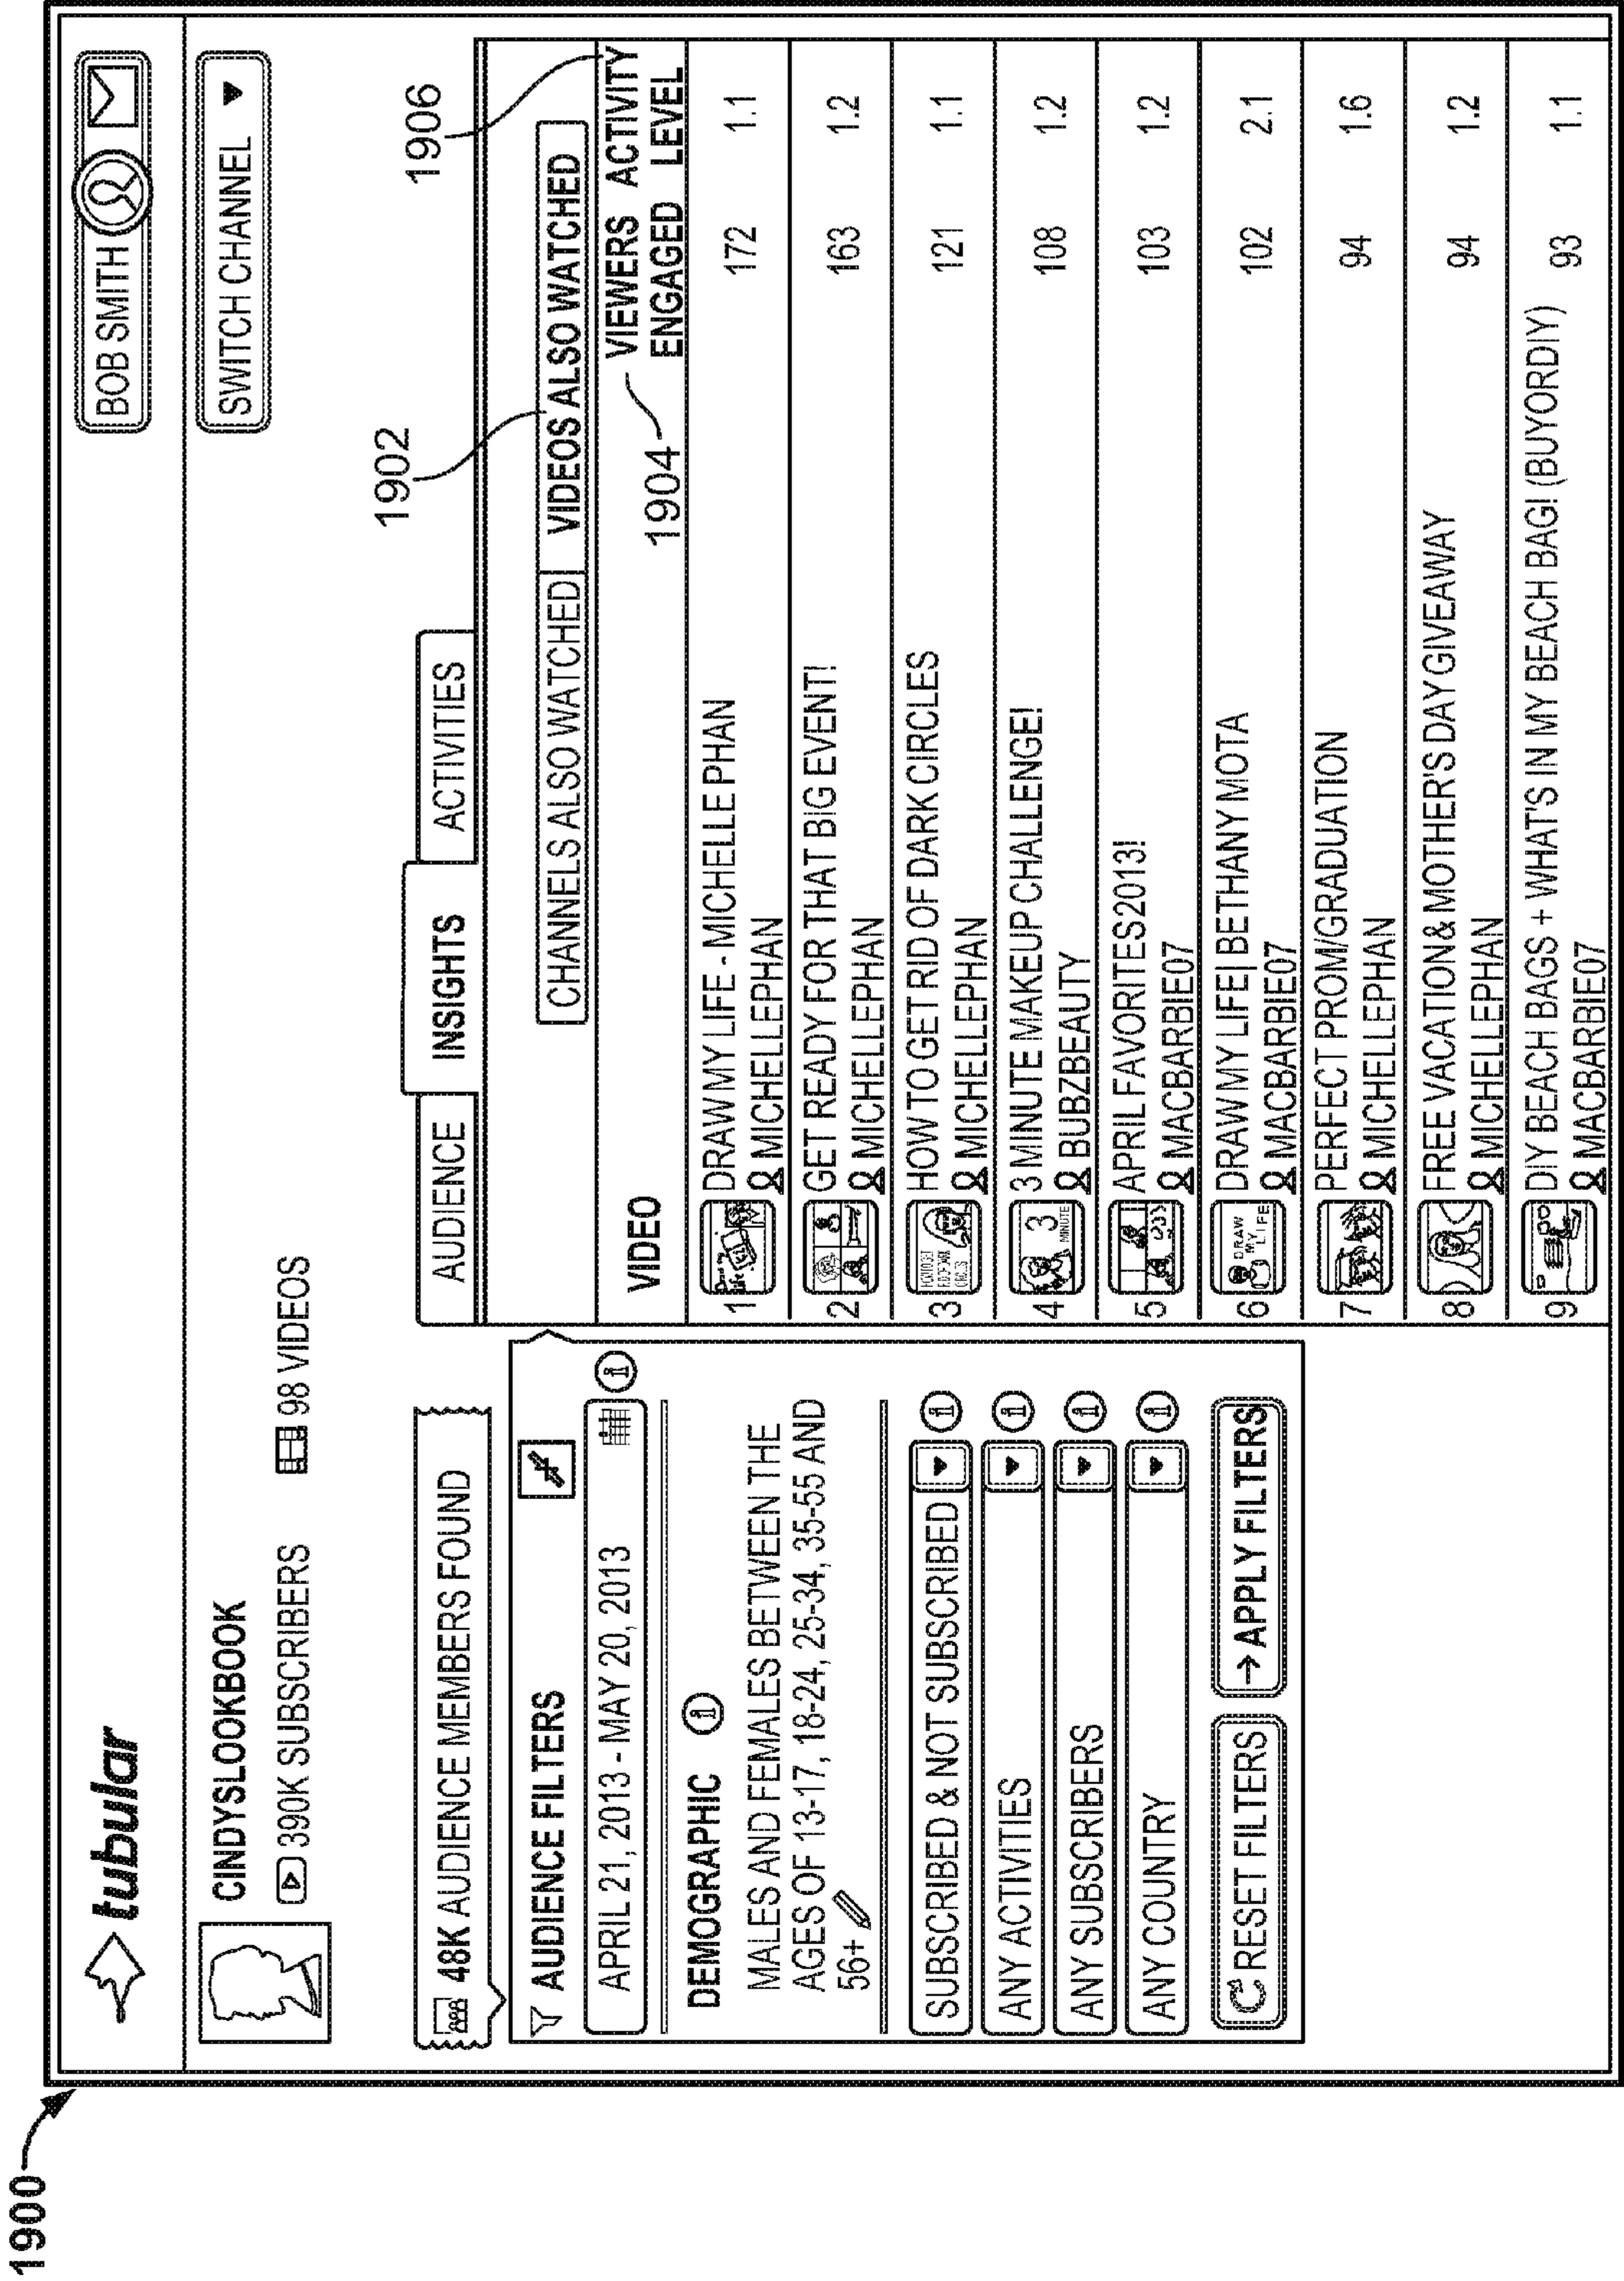 1900
tubular
BOB SMITH
CINDYSLOOKBOOK
390K SUBSCRIBERS 98 VIDEOS
SWITCH CHANNEL
48K AUDIENCE MEMBERS FOUND
AUDIENCE FILTERS
APRIL 21, 2013 - MAY 20, 2013
DEMOGRAPHIC
MALES AND FEMALES BETWEEN THE
AGES OF 13-17, 18-24, 25-34, 35-55 AND
56+
SUBSCRIBED & NOT SUBSCRIBED
ANY ACTIVITIES
ANY SUBSCRIBERS
ANY COUNTRY
RESET FILTERS → APPLY FILTERS
AUDIENCE INSIGHTS ACTIVITIES
1902
1906
CHANNELS ALSO WATCHED VIDEOS ALSO WATCHED
1904
VIDEO VIEWERS ACTIVITY
ENGAGED LEVEL
1 DRAW MY LIFE - MICHELLE PHAN 172 1.1
MICHELLEPHAN
2 GET READY FOR THAT BIG EVENT! 163 1.2
MICHELLEPHAN
3 HOW TO GET RID OF DARK CIRCLES 121 1.1
MICHELLEPHAN
4 3 MINUTE MAKEUP CHALLENGE! 108 1.2
3
MINUTE
BUBZBEAUTY
5 APRIL FAVORITES 2013! 103 1.2
MACBARBIE07
6 DRAW MY LIFE| BETHANY MOTA 102 2.1
DRAW
MY
LIFE
MACBARBIE07
7 PERFECT PROM/GRADUATION 94 1.6
MICHELLEPHAN
8 FREE VACATION & MOTHER'S DAY GIVEAWAY 94 1.2
MICHELLEPHAN
9 DIY BEACH BAGS + WHAT'S IN MY BEACH BAG! (BUYORDIY) 93 1.1
MACBARBIE07